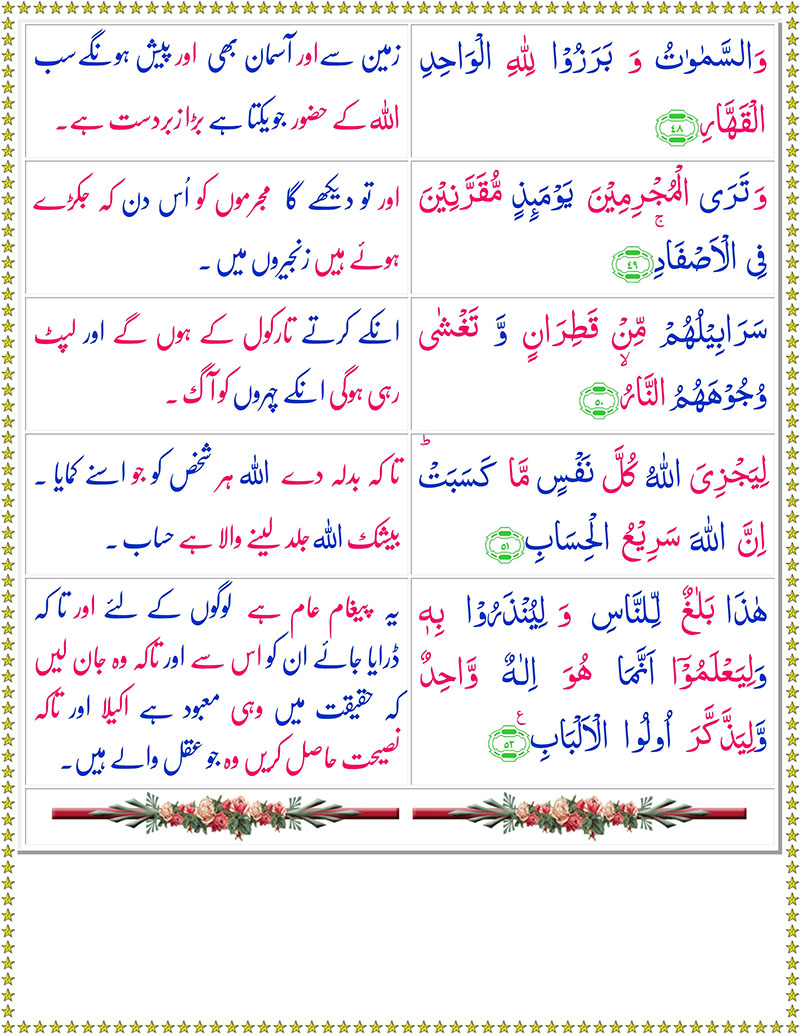 وَالسَّمٰوٰتُ وَ بَرَزُوْا لِلّٰهِ الْوَاحِدِ
الْقَهَّارِ ﴿٤٨﴾
زمین سے اور آسمان بھی اور پیش ہونگے سب
اللہ کے حضور جو یکتا ہے بڑا زبردست ہے۔
وَ تَرَى الْمُجْرِمِيْنَ يَوْمَئِذٍ مُّقَرَّنِيْنَ
فِى الْاَصْفَادِۚ ﴿٤٩﴾
اور تو دیکھے گا مجرموں کو اُس دن کہ جکڑے
ہوئے ہیں زنجیروں میں ۔
سَرَابِيْلُهُمْ مِّنْ قَطِرَانٍ وَّ تَغْشٰى
وُجُوْهَهُمُ النَّارُۙ ﴿٥٠﴾
انکے کرتے تارکول کے ہوں گے اور لپٹ
رہی ہوگی انکے چہروں کو آگ ۔
لِيَجْزِىَ اللّٰهُ كُلَّ نَفْسٍ مَّا كَسَبَتْؕ
اِنَّ اللّٰهَ سَرِيْعُ الْحِسَابِ ﴿٥١﴾
تاکہ بدلہ دے اللہ ہر شخص کو جو اسنے کمایا ۔
بیشک اللہ جلد لینے والا ہے حساب ۔
هٰذَا بَلٰغٌ لِّلنَّاسِ وَ لِيُنْذَرُوْا بِهٖ
وَلِيَعْلَمُوْۤا اَنَّمَا هُوَ اِلٰهٌ وَّاحِدٌ
وَّلِيَذَّكَّرَ اُولُوا الْاَلْبَابِ ﴿٥٢﴾ ع
یہ پیغام عام ہے لوگوں کے لئے اور تاکہ
ڈرایا جائے ان کو اس سے اور تاکہ وہ جان لیں
کہ حقیقت میں وہی معبود ہے اکیلا اور تاکہ
نصیحت حاصل کریں وہ جو عقل والے ہیں۔